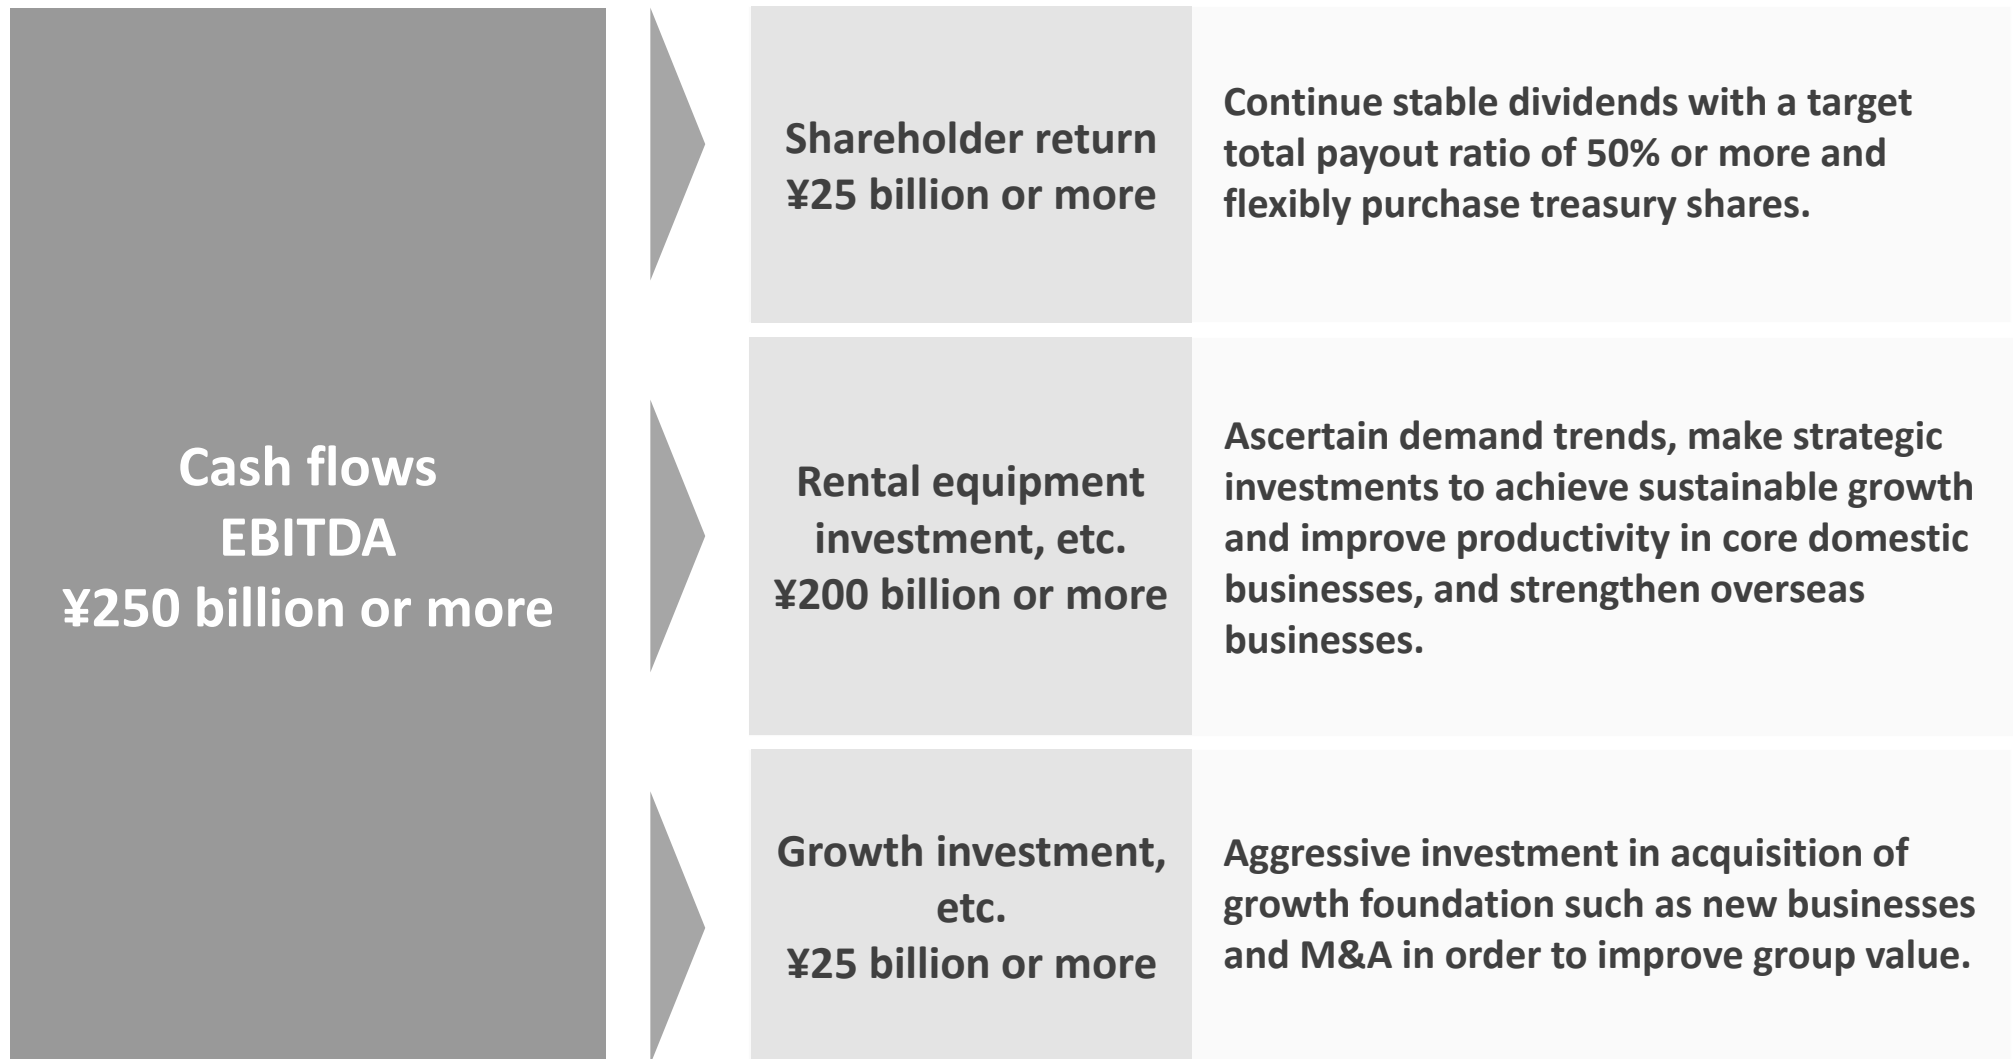 Cash flows
EBITDA
¥250 billion or more
Shareholder return
¥25 billion or more
Continue stable dividends with a target
total payout ratio of 50% or more and
flexibly purchase treasury shares.
Rental equipment
investment, etc.
¥200 billion or more
Ascertain demand trends, make strategic
investments to achieve sustainable growth
and improve productivity in core domestic
businesses, and strengthen overseas
businesses.
Growth investment,
etc.
¥25 billion or more
Aggressive investment in acquisition of
growth foundation such as new businesses
and M&A in order to improve group value.